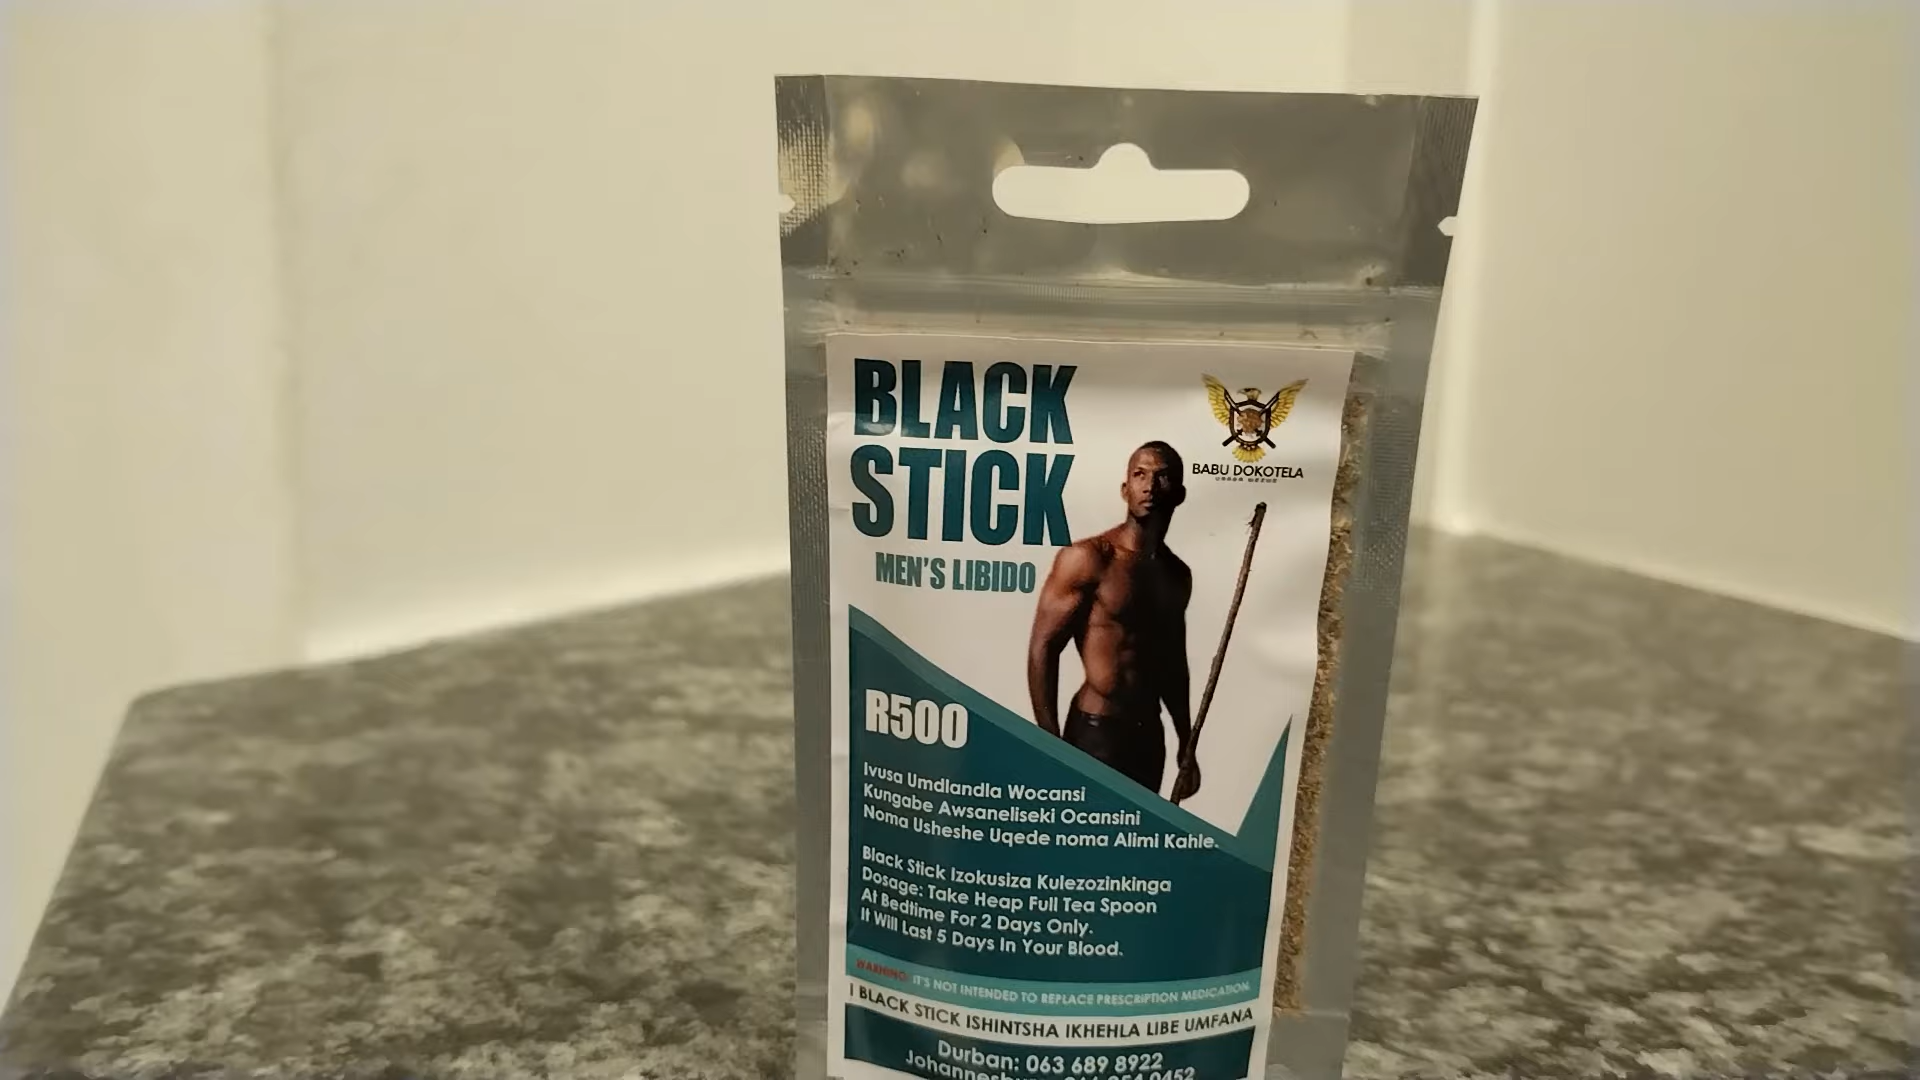 BLACK
STICK
MEN'S LIBIDO
BABU DOKOTELA
R500
Ivusa Umdlandla Wocansi
Kungabe Awsaneliseki Ocansini
Noma Usheshe Uqede noma Alimi Kahle.
Black Stick Izokusiza Kulezozinkinga
Dosage: Take Heap Full Tea Spoon
At Bedtime For 2 Days Only.
It Will Last 5 Days In Your Blood.
WARNING: IT'S NOT INTENDED TO REPLACE PRESCRIPTION MEDICATION.
I BLACK STICK ISHINTSHA IKHEHLA LIBE UMFANA
Durban: 063 689 8922